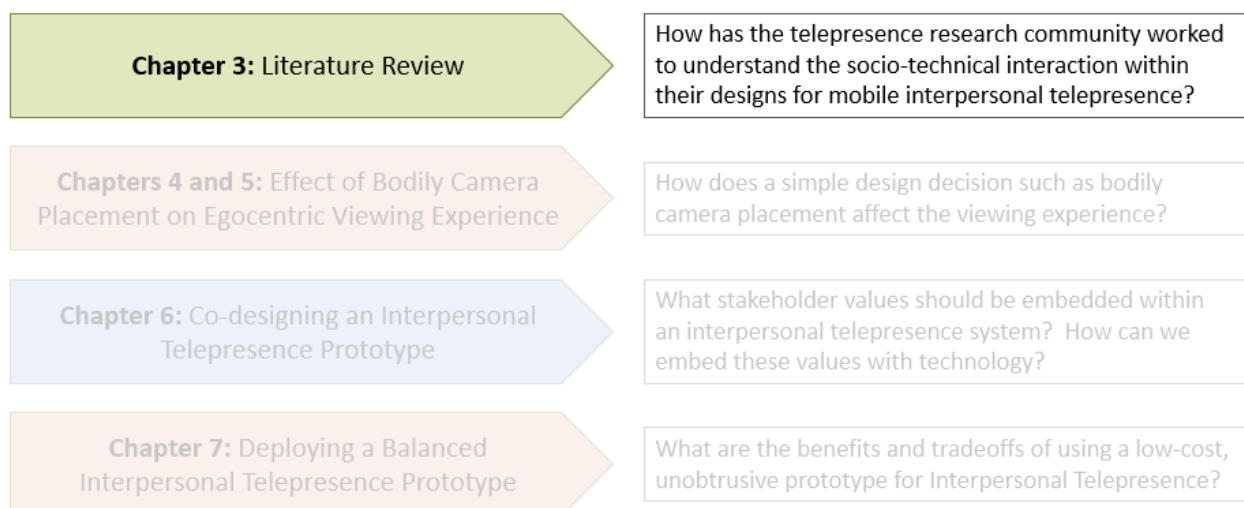 Chapter 3: Literature Review
How has the telepresence research community worked
to understand the socio-technical interaction within
their designs for mobile interpersonal telepresence?
Chapters 4 and 5: Effect of Bodily Camera
Placement on Egocentric Viewing Experience
How does a simple design decision such as bodily
camera placement affect the viewing experience?
Chapter 6: Co-designing an Interpersonal
Telepresence Prototype
What stakeholder values should be embedded within
an interpersonal telepresence system?  How can we
embed these values with technology?
Chapter 7: Deploying a Balanced
Interpersonal Telepresence Prototype
What are the benefits and tradeoffs of using a low-cost,
unobtrusive prototype for Interpersonal Telepresence?